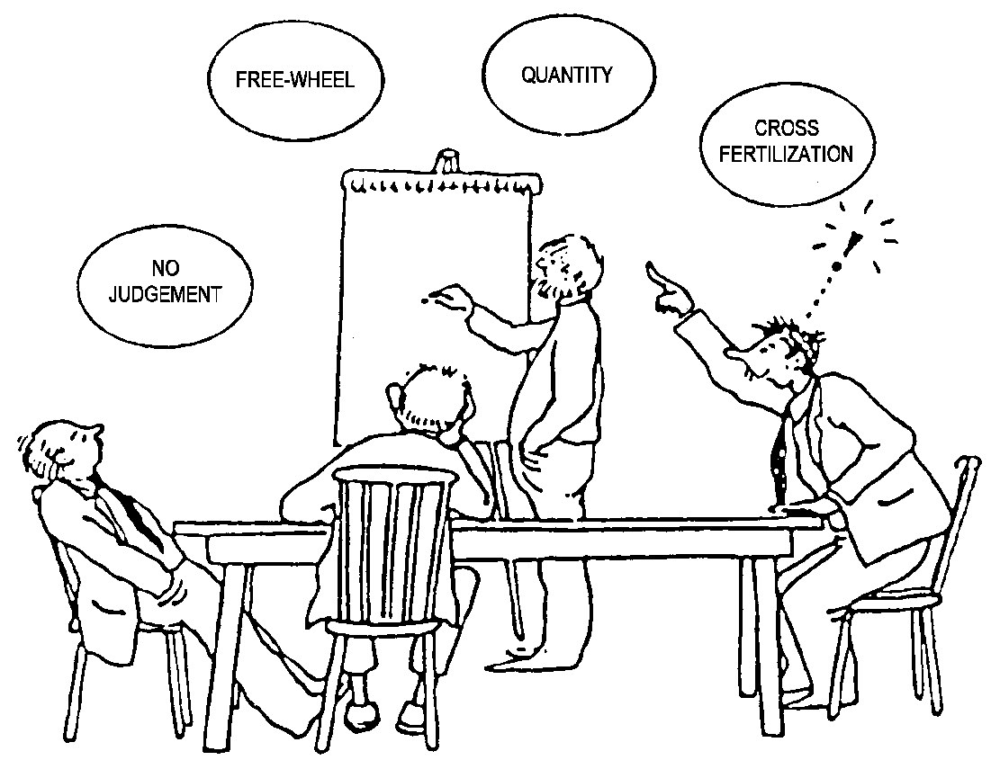 FREE-WHEEL
QUANTITY
CROSS
FERTILIZATION
NO
JUDGEMENT